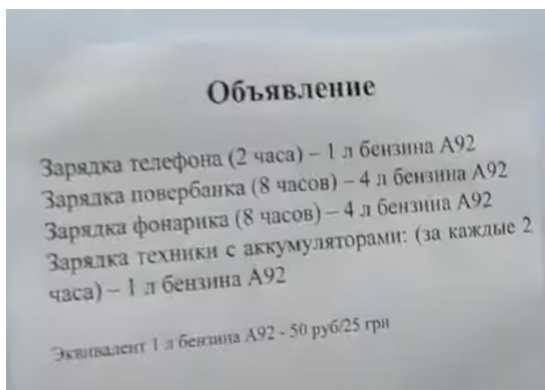 Объявление
Зарядка телефона (2 часа) – 1 л бензина А92
Зарядка повербанка (8 часов) – 4 л бензина А92
Зарядка фонарика (8 часов) – 4 л бензина А92
Зарядка техники с аккумуляторами: (за каждые 2
часа) – 1 л бензина А92
Эквивалент 1 л бензина А92 - 50 руб/25 грн